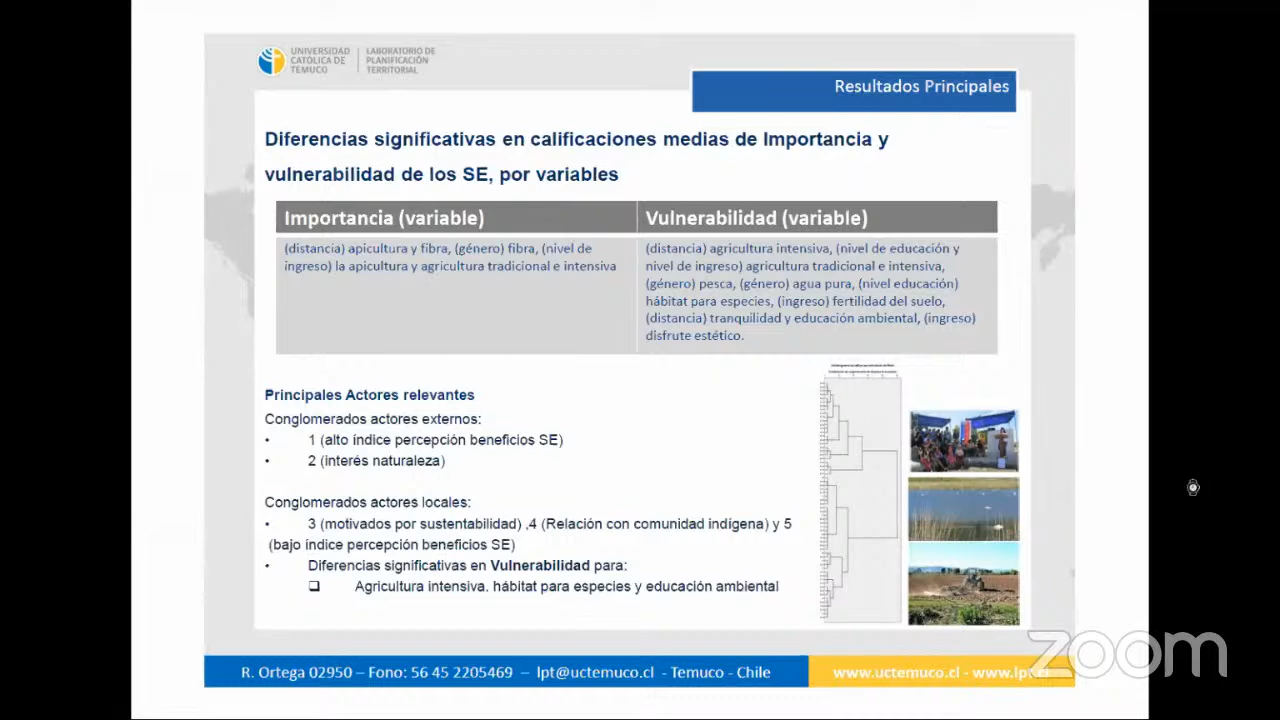 UNIVERSIDAD
CATÓLICA DE
TEMUCO
LABORATORIO DE
PLANIFICACIÓN
TERRITORIAL
Resultados Principales
Diferencias significativas en calificaciones medias de Importancia y
vulnerabilidad de los SE, por variables
Importancia (variable)
Vulnerabilidad (variable)
(distancia) apicultura y fibra, (género) fibra, (nivel de
ingreso) la apicultura y agricultura tradicional e intensiva
(distancia) agricultura intensiva, (nivel de educación y
nivel de ingreso) agricultura tradicional e intensiva,
(género) pesca, (género) agua pura, (nivel educación)
hábitat para especies, (ingreso) fertilidad del suelo,
(distancia) tranquilidad y educación ambiental, (ingreso)
disfrute estético.
Principales Actores relevantes
Conglomerados actores externos:
• 1 (alto índice percepción beneficios SE)
• 2 (interés naturaleza)
Conglomerados actores locales:
• 3 (motivados por sustentabilidad) ,4 (Relación con comunidad indígena) y 5
(bajo índice percepción beneficios SE)
• Diferencias significativas en Vulnerabilidad para:
❑ Agricultura intensiva. hábitat para especies y educación ambiental
R. Ortega 02950 – Fono: 56 45 2205469 – lpt@uctemuco.cl - Temuco - Chile
www.uctemuco.cl - www.lpt.cl
zoom